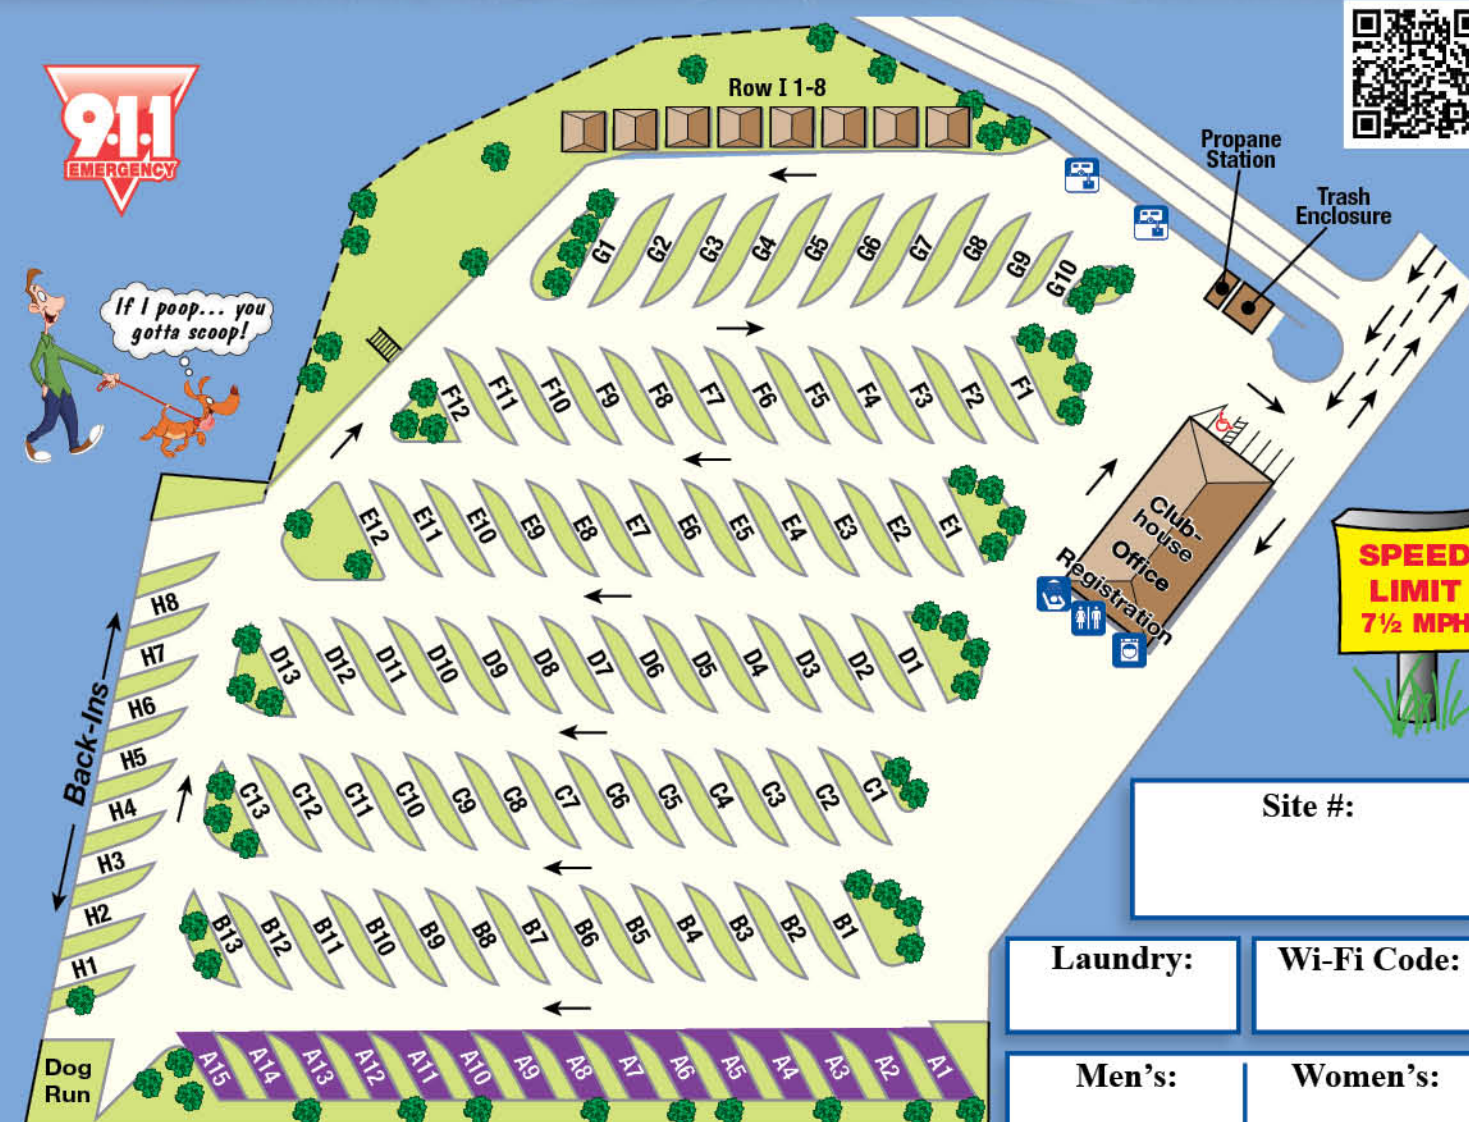 9.1.1
EMERGENCY
If I poop... you
gotta scoop!
Row I 1-8
Propane
Station
Trash
Enclosure
G1 G2 G3 G4 G5 G6 G7 G8 G9 G10
F12 F11 F10 F9 F8 F7 F6 F5 F4 F3 F2 F1
E12 E11 E10 E9 E8 E7 E6 E5 E4 E3 E2 E1
Club-
house
Office
Registration
SPEED
LIMIT
7½ MPH
D13 D12 D11 D10 D9 D8 D7 D6 D5 D4 D3 D2 D1
C13 C12 C11 C10 C9 C8 C7 C6 C5 C4 C3 C2 C1
B13 B12 B11 B10 B9 B8 B7 B6 B5 B4 B3 B2 B1
A15 A14 A13 A12 A11 A10 A9 A8 A7 A6 A5 A4 A3 A2 A1
Back-Ins
H8
H7
H6
H5
H4
H3
H2
H1
Dog
Run
Site #:
Laundry:
Wi-Fi Code:
Men's:
Women's: